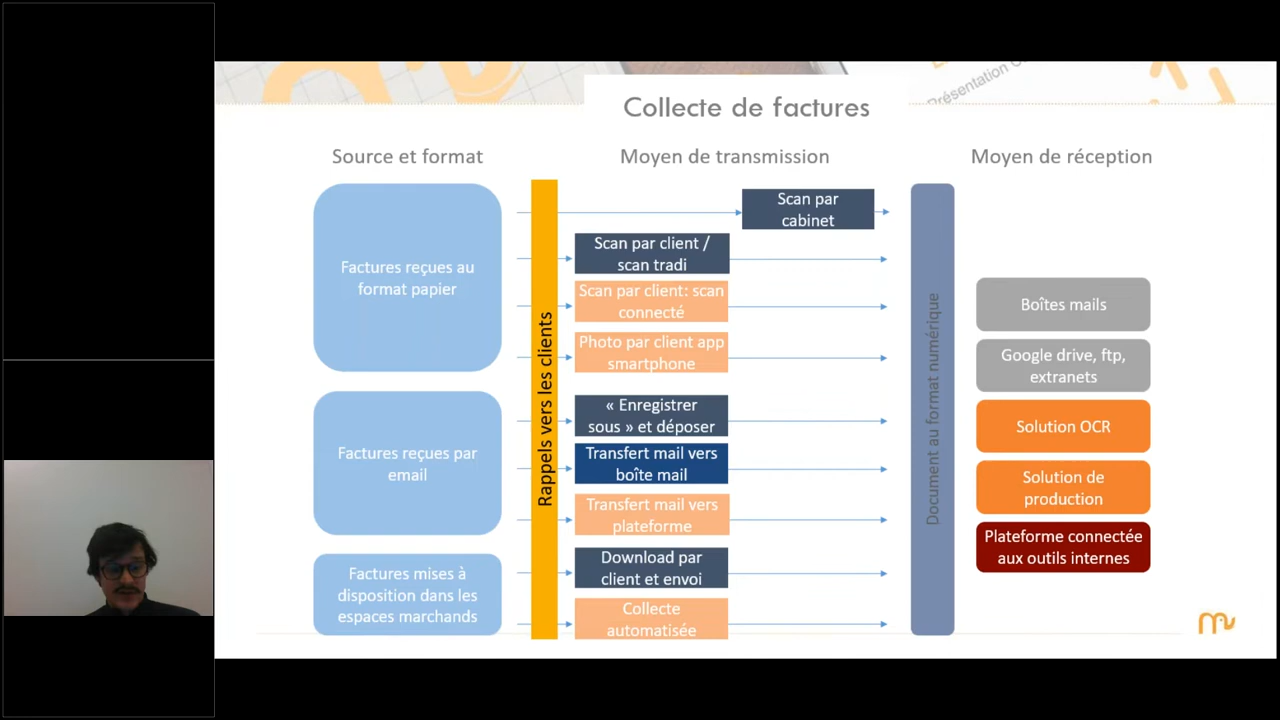 Présentation
Collecte de factures
Source et format
Moyen de transmission
Moyen de réception
Factures reçues au
format papier
Factures reçues par
email
Factures mises à
disposition dans les
espaces marchands
Rappels vers les clients
Scan par
cabinet
Scan par client /
scan tradi
Scan par client: scan
connecté
Photo par client app
smartphone
« Enregistrer
sous » et déposer
Transfert mail vers
boîte mail
Transfert mail vers
plateforme
Download par
client et envoi
Collecte
automatisée
Document au format numérique
Boîtes mails
Google drive, ftp,
extranets
Solution OCR
Solution de
production
Plateforme connectée
aux outils internes